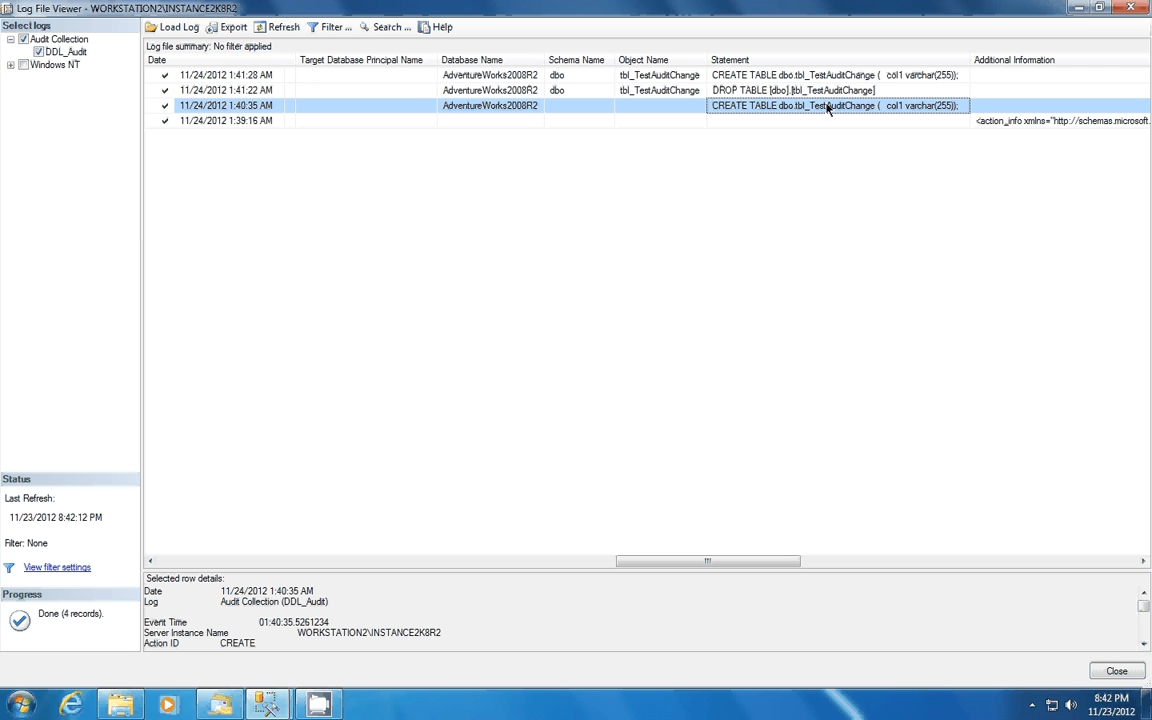 Log File Viewer - WORKSTATION2\INSTANCE2K8R2
Select logs
Audit Collection
DDL_Audit
Windows NT
Load Log Export Refresh Filter ... Search ... Help
Log file summary: No filter applied
Date Target Database Principal Name Database Name Schema Name Object Name Statement Additional Information
11/24/2012 1:41:28 AM AdventureWorks2008R2 dbo tbl_TestAuditChange CREATE TABLE dbo.tbl_TestAuditChange ( col1 varchar(255));
11/24/2012 1:41:22 AM AdventureWorks2008R2 dbo tbl_TestAuditChange DROP TABLE [dbo].[tbl_TestAuditChange]
11/24/2012 1:40:35 AM AdventureWorks2008R2 CREATE TABLE dbo.tbl_TestAuditChange ( col1 varchar(255));
11/24/2012 1:39:16 AM <action_info xmlns="http://schemas.microsoft.
Status
Last Refresh:
11/23/2012 8:42:12 PM
Filter: None
View filter settings
Progress
Done (4 records).
Selected row details:
Date 11/24/2012 1:40:35 AM
Log Audit Collection (DDL_Audit)
Event Time 01:40:35.5261234
Server Instance Name WORKSTATION2\INSTANCE2K8R2
Action ID CREATE
Close
8:42 PM
11/23/2012